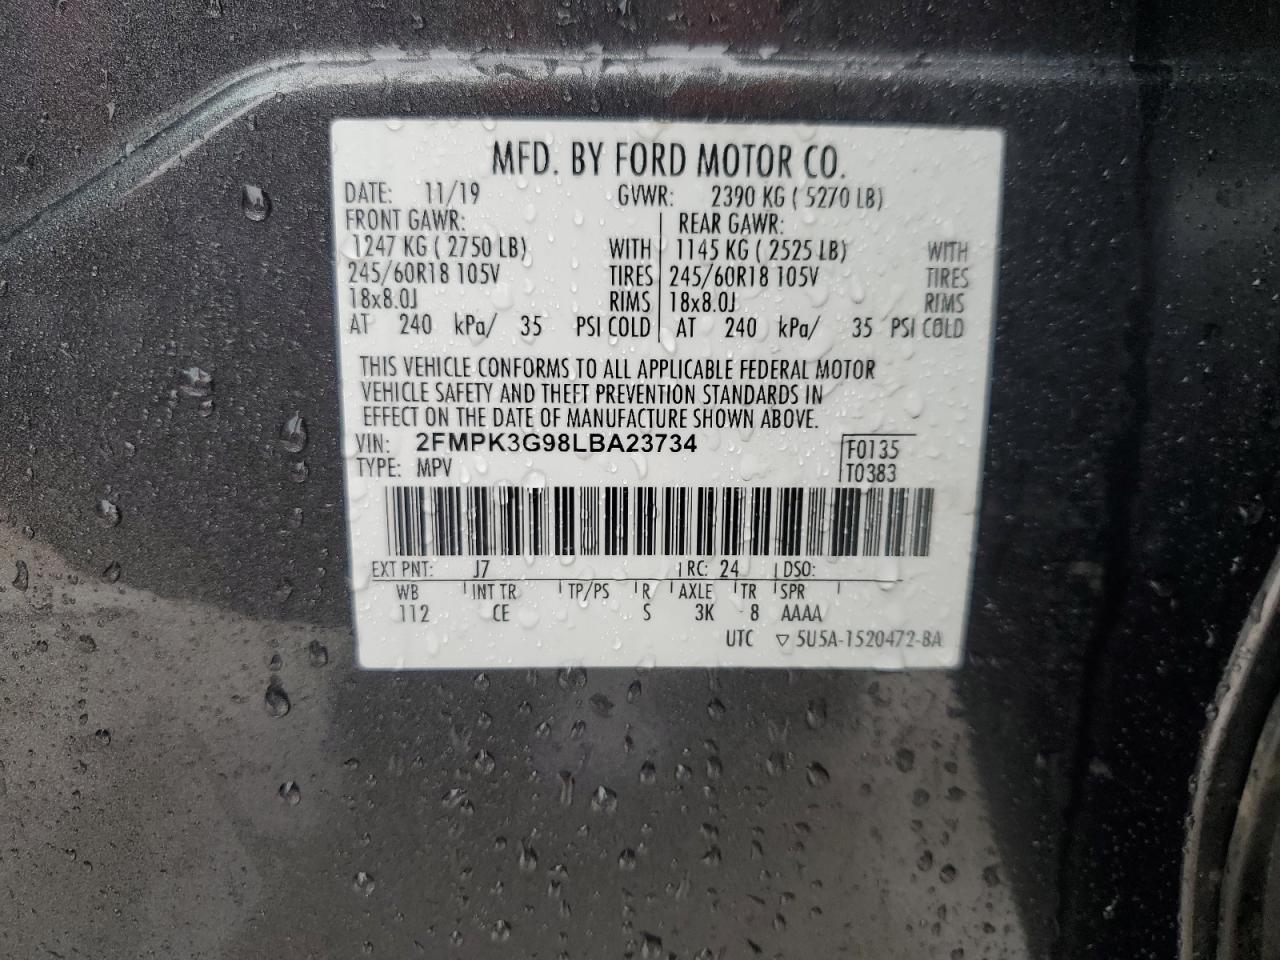 MFD. BY FORD MOTOR CO.
DATE: 11/19 GVWR: 2390 KG ( 5270 LB)
FRONT GAWR: REAR GAWR:
1247 KG ( 2750 LB) WITH 1145 KG ( 2525 LB) WITH
245/60R18 105V TIRES 245/60R18 105V TIRES
18x8.0J RIMS 18x8.0J RIMS
AT 240 kPa/ 35 PSI COLD AT 240 kPa/ 35 PSI COLD
THIS VEHICLE CONFORMS TO ALL APPLICABLE FEDERAL MOTOR
VEHICLE SAFETY AND THEFT PREVENTION STANDARDS IN
EFFECT ON THE DATE OF MANUFACTURE SHOWN ABOVE.
VIN: 2FMPK3G98LBA23734 F0135
TYPE: MPV T0383
EXT PNT: J7 RC: 24 DSO:
WB INT TR TP/PS R AXLE TR SPR
112 CE S 3K 8 AAAA
UTC ▽ 5U5A-1520472-BA